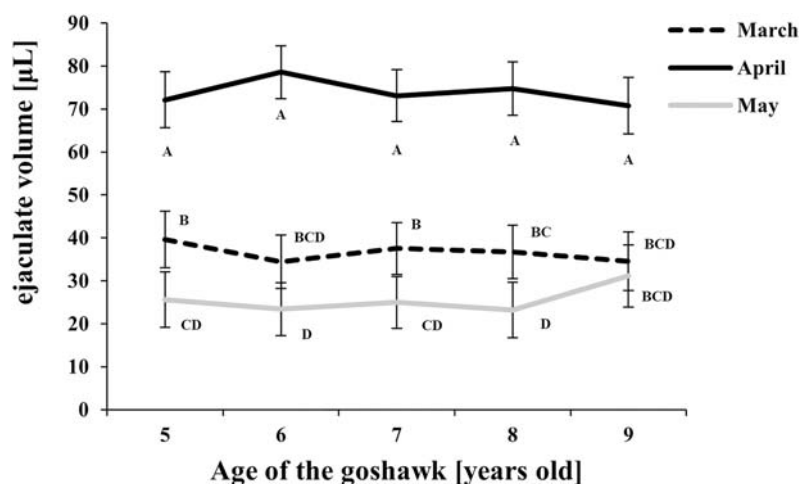 90
80
70
60
50
40
30
20
10
0
ejaculate volume [µL]
March
April
May
A
A
A
A
A
B
BCD
B
BC
BCD
CD
D
CD
D
BCD
5 6 7 8 9
Age of the goshawk [years old]